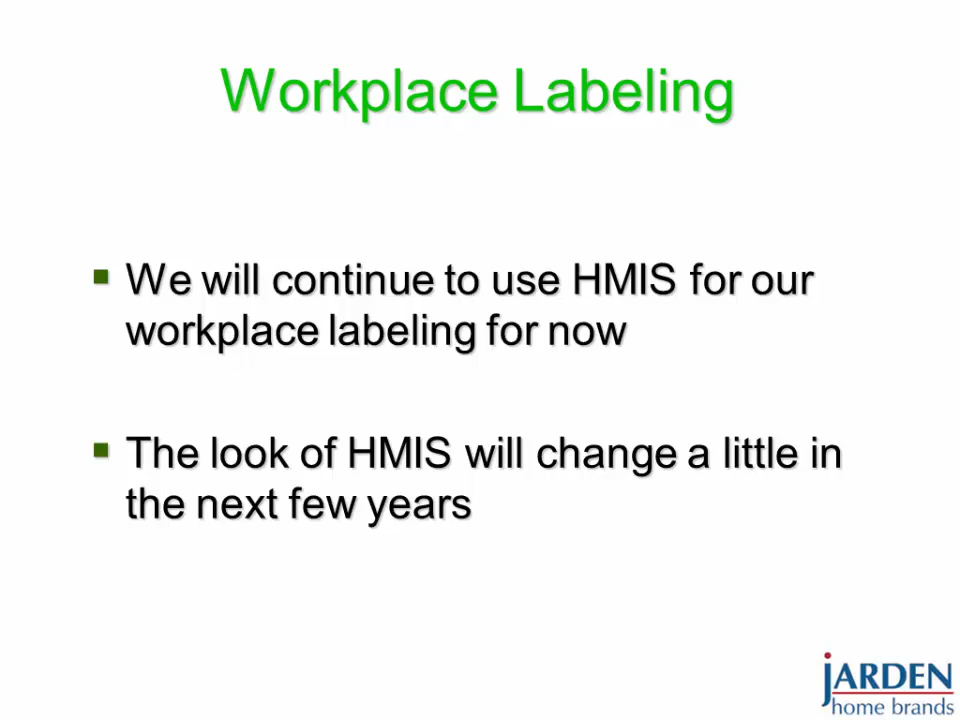 Workplace Labeling
We will continue to use HMIS for our
workplace labeling for now
The look of HMIS will change a little in
the next few years
jARDEN
home brands